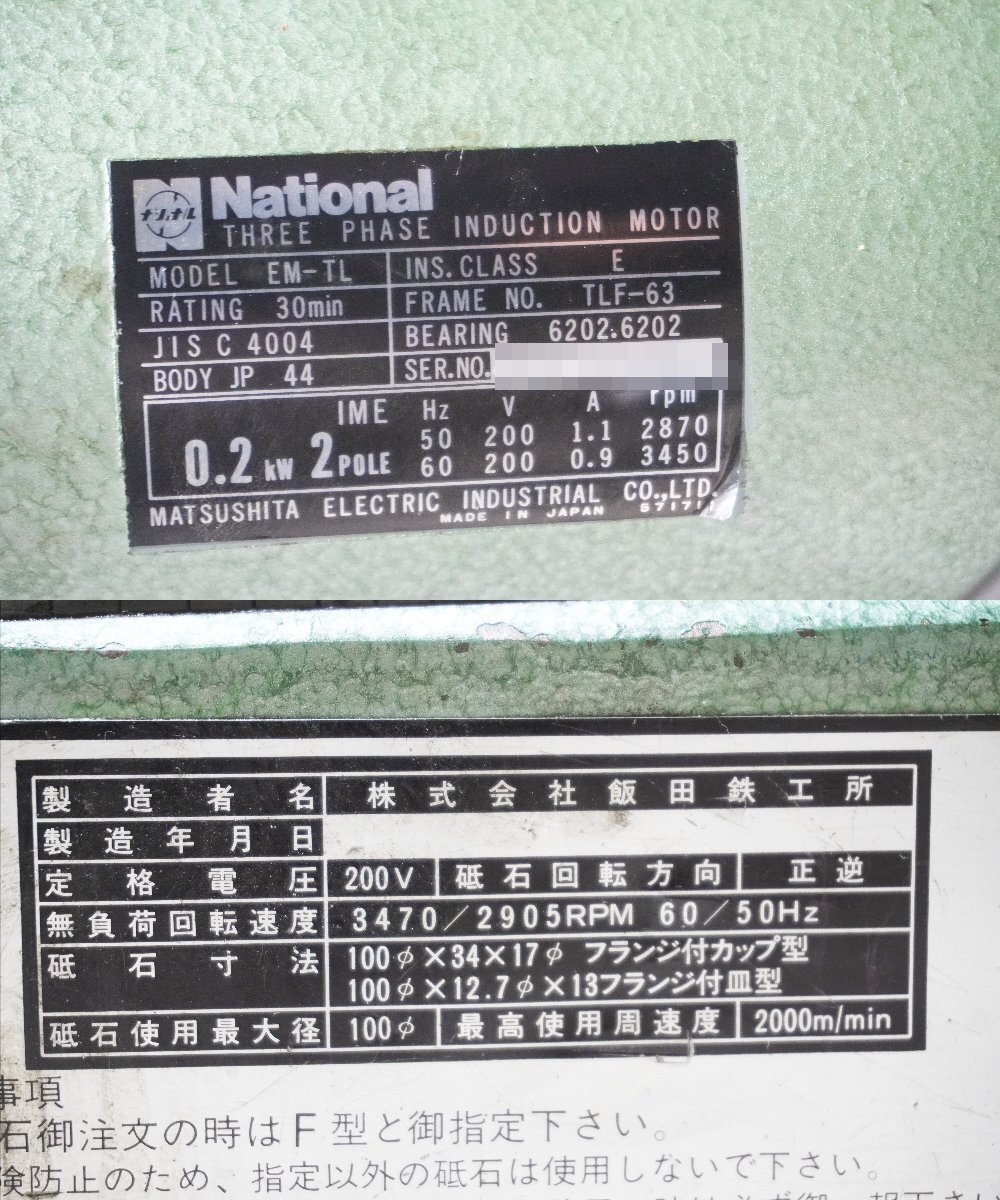 ナショナル
National
THREE PHASE INDUCTION MOTOR
MODEL EM-TL INS.CLASS E
RATING 30min FRAME NO. TLF-63
JIS C 4004 BEARING 6202.6202
BODY JP 44 SER.NO.
IME Hz V A rpm
0.2 kW 2 POLE 50 200 1.1 2870
60 200 0.9 3450
MATSUSHITA ELECTRIC INDUSTRIAL CO.,LTD.
MADE IN JAPAN
製造者名 株式会社飯田鉄工所
製造年月日
定格電圧 200V 砥石回転方向 正逆
無負荷回転速度 3470/2905RPM 60/50Hz
砥石寸法 100φ×34×17φ フランジ付カップ型
100φ×12.7φ×13フランジ付皿型
砥石使用最大径 100φ 最高使用周速度 2000m/min
事項
石御注文の時はF型と御指定下さい。
険防止のため、指定以外の砥石は使用しないで下さい。